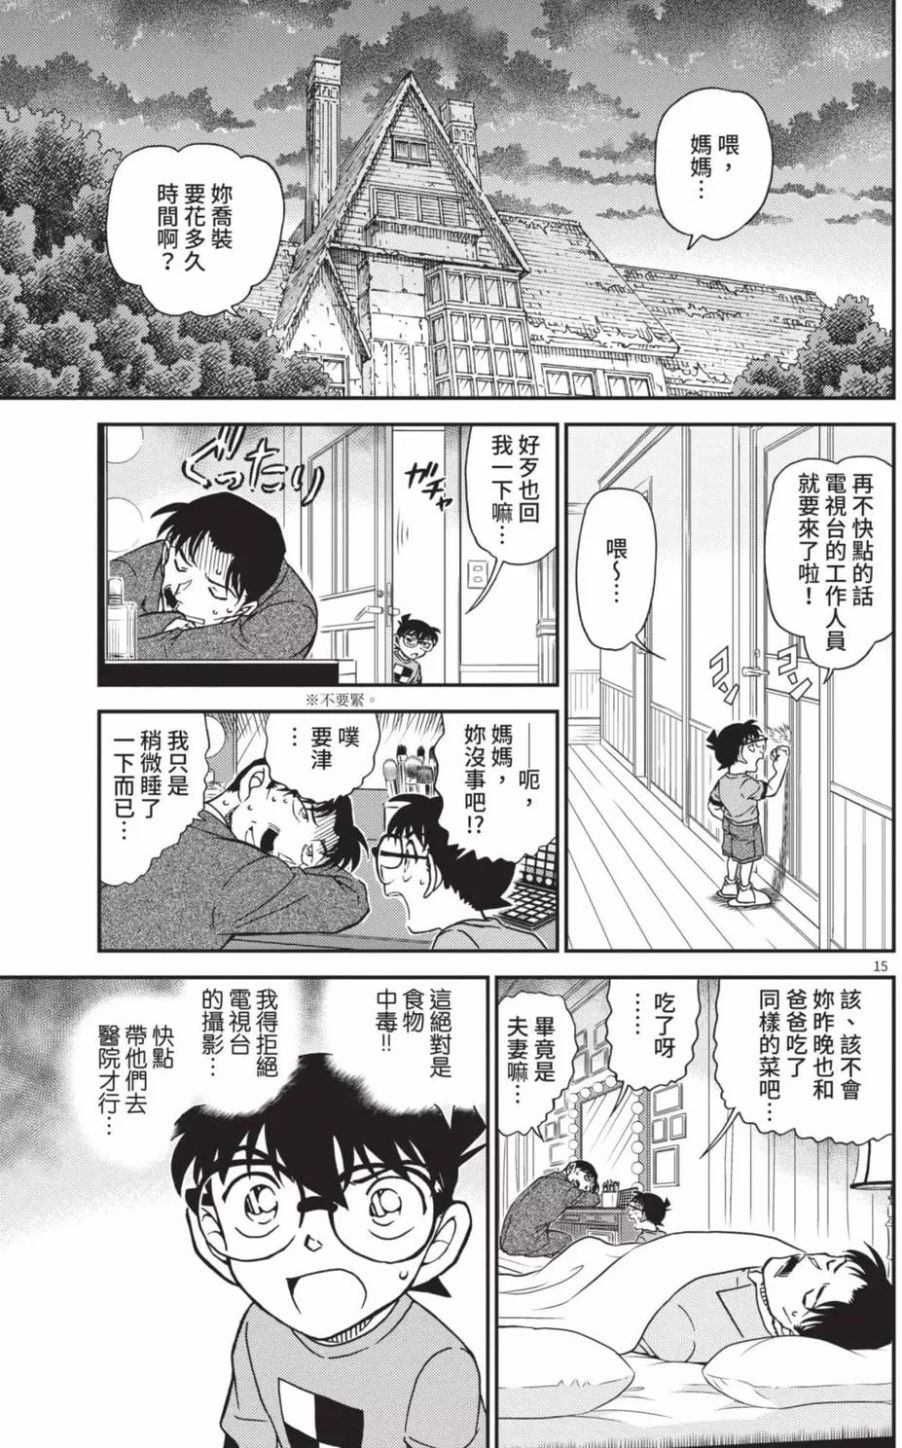 喂，
媽媽…
妳喬裝
要花多久
時間啊？
再不快點的話
電視台的工作人員
就要來了啦！
コンコン
喂～…
好歹也回
我一下嘛…
ガチャ
ぐったり
※不要緊。
——呃，
媽媽，
妳沒事吧!?
噗
要津
…
我只是
稍微睡了
一下而已…
15
該、該不會
妳昨晚也和
爸爸吃了
同樣的菜吧…
吃了呀
……
畢竟是
夫妻嘛…
這絕對是
食物
中毒!!
我得拒絕
電視台
的攝影…
快點
帶他們去
醫院才行…